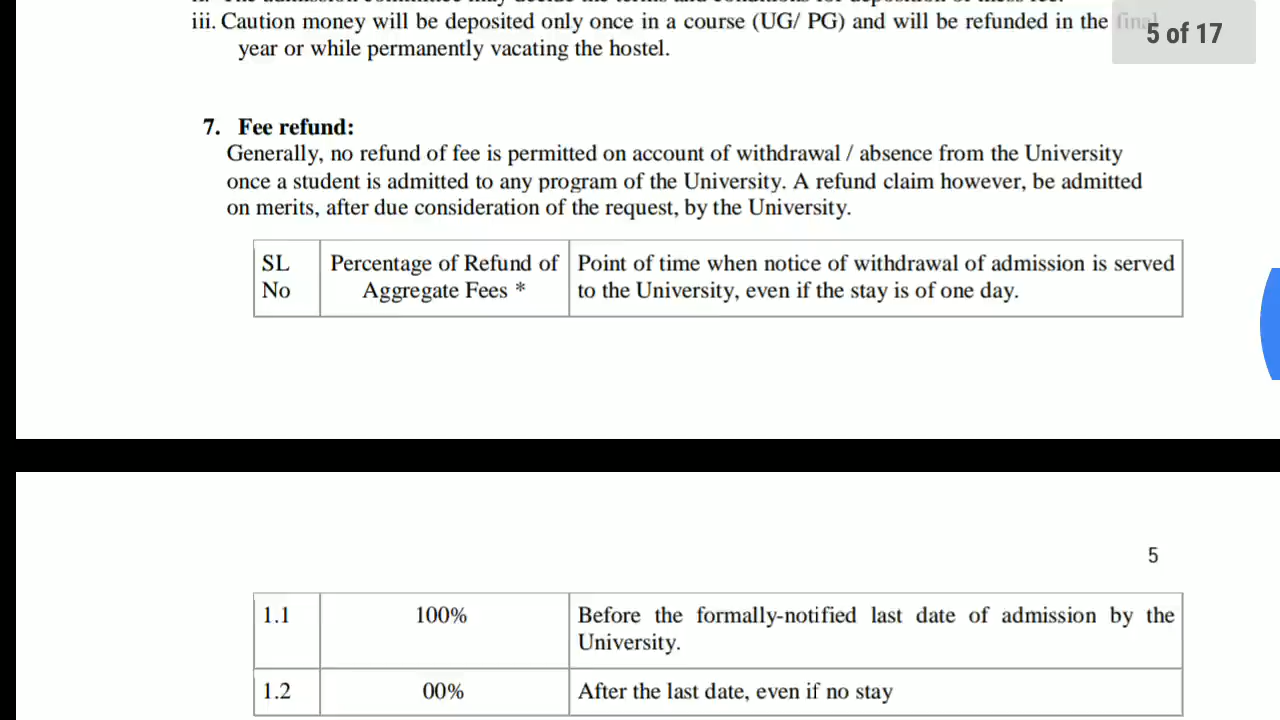 iii. Caution money will be deposited only once in a course (UG/ PG) and will be refunded in the final
year or while permanently vacating the hostel.
5 of 17
7. Fee refund:
Generally, no refund of fee is permitted on account of withdrawal / absence from the University
once a student is admitted to any program of the University. A refund claim however, be admitted
on merits, after due consideration of the request, by the University.
SL No
Percentage of Refund of
Aggregate Fees *
Point of time when notice of withdrawal of admission is served
to the University, even if the stay is of one day.
5
1.1 100% Before the formally-notified last date of admission by the
University.
1.2 00% After the last date, even if no stay